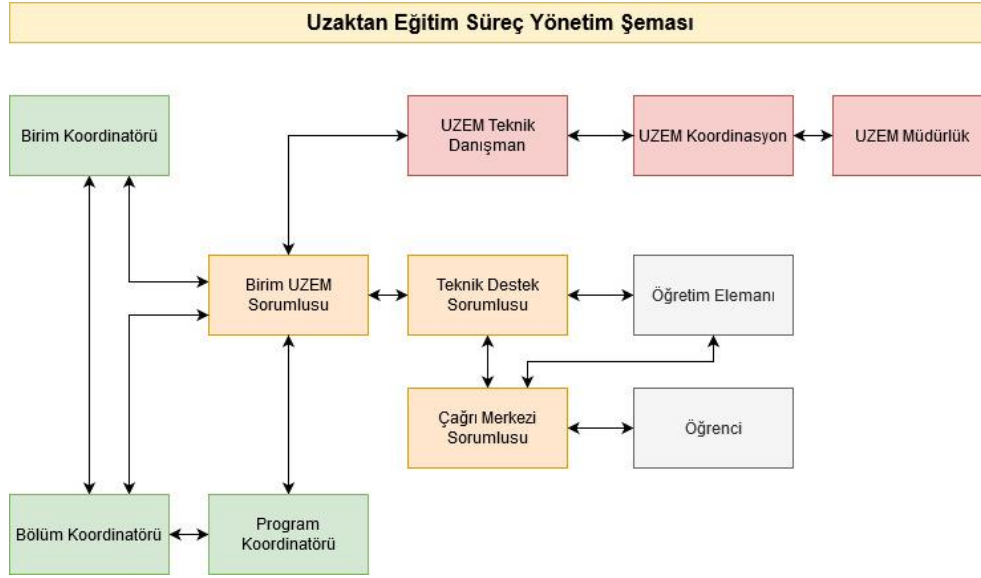 Uzaktan Eğitim Süreç Yönetim Şeması
Birim Koordinatörü
UZEM Teknik
Danışman
UZEM Koordinasyon
UZEM Müdürlük
Birim UZEM
Sorumlusu
Teknik Destek
Sorumlusu
Öğretim Elemanı
Çağrı Merkezi
Sorumlusu
Öğrenci
Bölüm Koordinatörü
Program
Koordinatörü